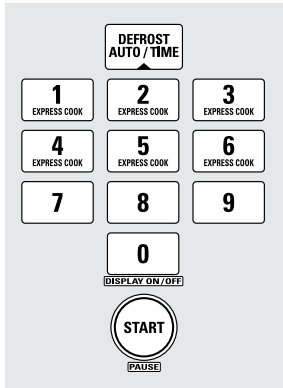 DEFROST
AUTO / TIME
1 2 3
EXPRESS COOK EXPRESS COOK EXPRESS COOK
4 5 6
EXPRESS COOK EXPRESS COOK EXPRESS COOK
7 8 9
0
DISPLAY ON/OFF
START
PAUSE